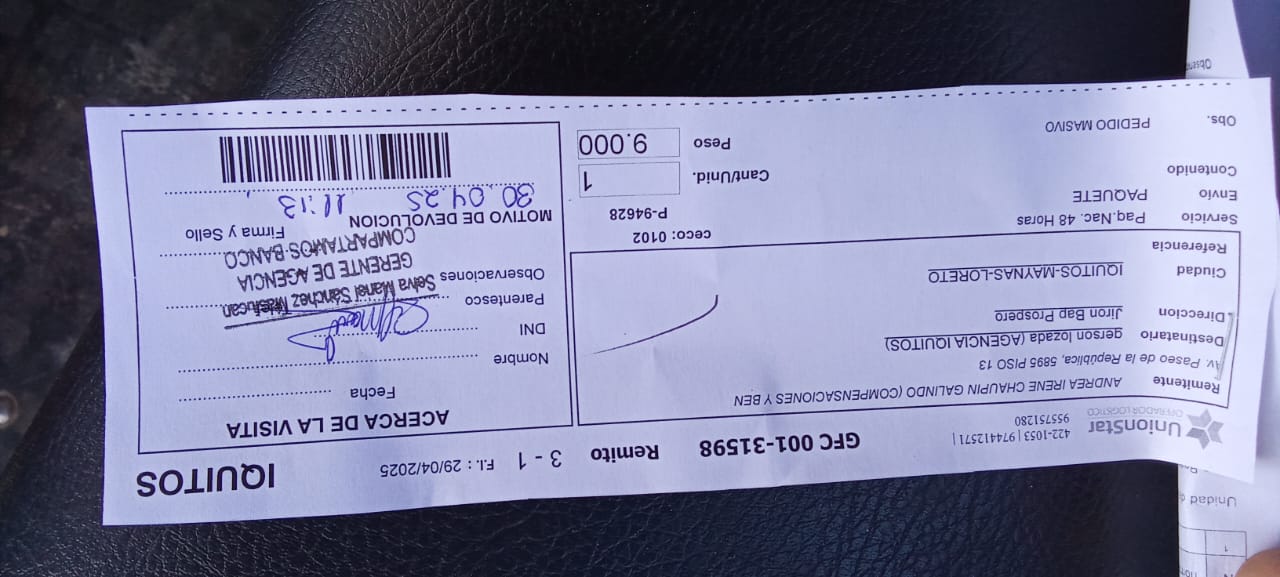 UnionStar
OPERADOR LOGISTICO
422-1053 | 974412571 |
955751280
GFC 001-31598
Remito 3 - 1
F.I. : 29/04/2025
IQUITOS
Remitente ANDREA IRENE CHAUPIN GALINDO (COMPENSACIONES Y BEN
Av. Paseo de la República, 5895 PISO 13
Destinatario gerson lozada (AGENCIA IQUITOS)
Direccion Jiron Bap Prospero
Ciudad IQUITOS-MAYNAS-LORETO
Referencia
ceco: 0102
Servicio Paq.Nac. 48 Horas
P-94628
Envio PAQUETE
Contenido
Cant/Unid. 1
Peso 9.000
Obs. PEDIDO MASIVO
ACERCA DE LA VISITA
Fecha
Nombre
DNI
Parentesco
Observaciones
Selva Sánchez
GERENTE DE AGENCIA
COMPARTAMOS BANCO
Firma y Sello
MOTIVO DE DEVOLUCION
30.04.25 11:13
Unidad
1